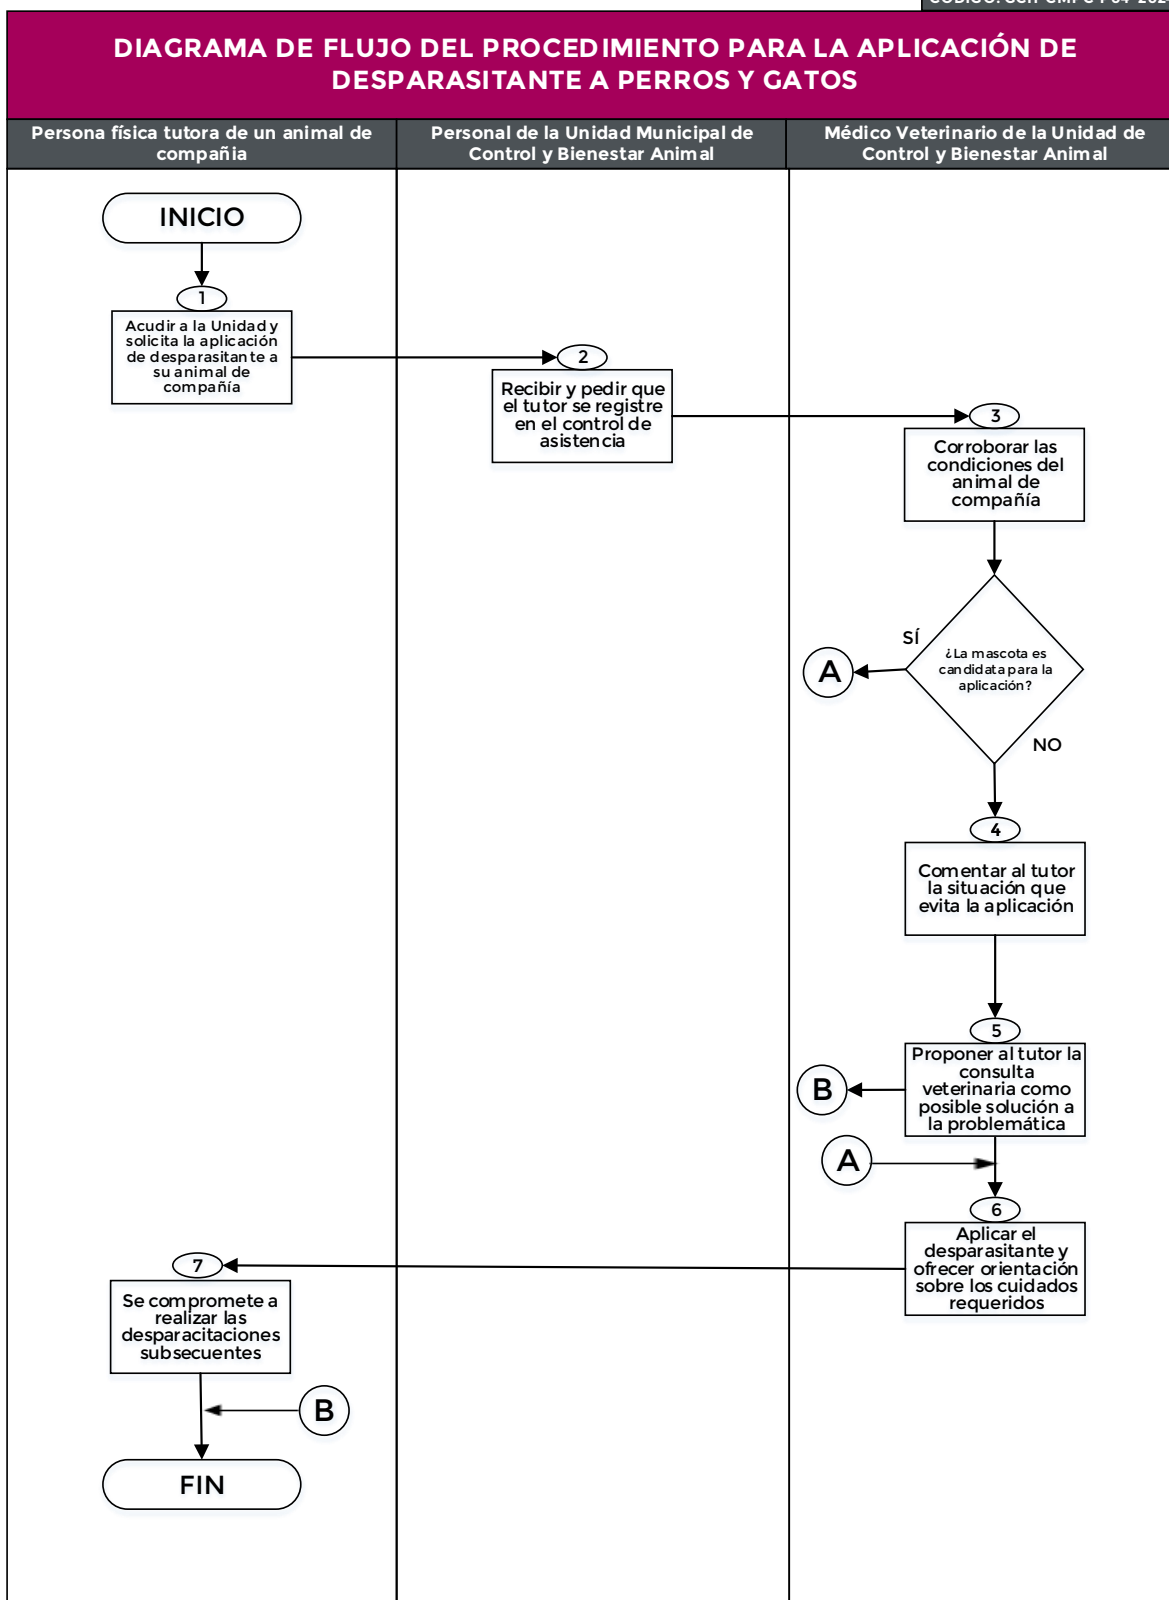 DIAGRAMA DE FLUJO DEL PROCEDIMIENTO PARA LA APLICACIÓN DE
DESPARASITANTE A PERROS Y GATOS
Persona física tutora de un animal de
compañia
Personal de la Unidad Municipal de
Control y Bienestar Animal
Médico Veterinario de la Unidad de
Control y Bienestar Animal
INICIO
1
Acudir a la Unidad y
solicita la aplicación
de desparasitante a
su animal de
compañía
2
Recibir y pedir que
el tutor se registre
en el control de
asistencia
3
Corroborar las
condiciones del
animal de
compañía
SÍ
¿La mascota es
candidata para la
aplicación?
A
NO
4
Comentar al tutor
la situación que
evita la aplicación
5
Proponer al tutor la
consulta
veterinaria como
posible solución a
la problemática
B
A
6
Aplicar el
desparasitante y
ofrecer orientación
sobre los cuidados
requeridos
7
Se compromete a
realizar las
desparacitaciones
subsecuentes
B
FIN